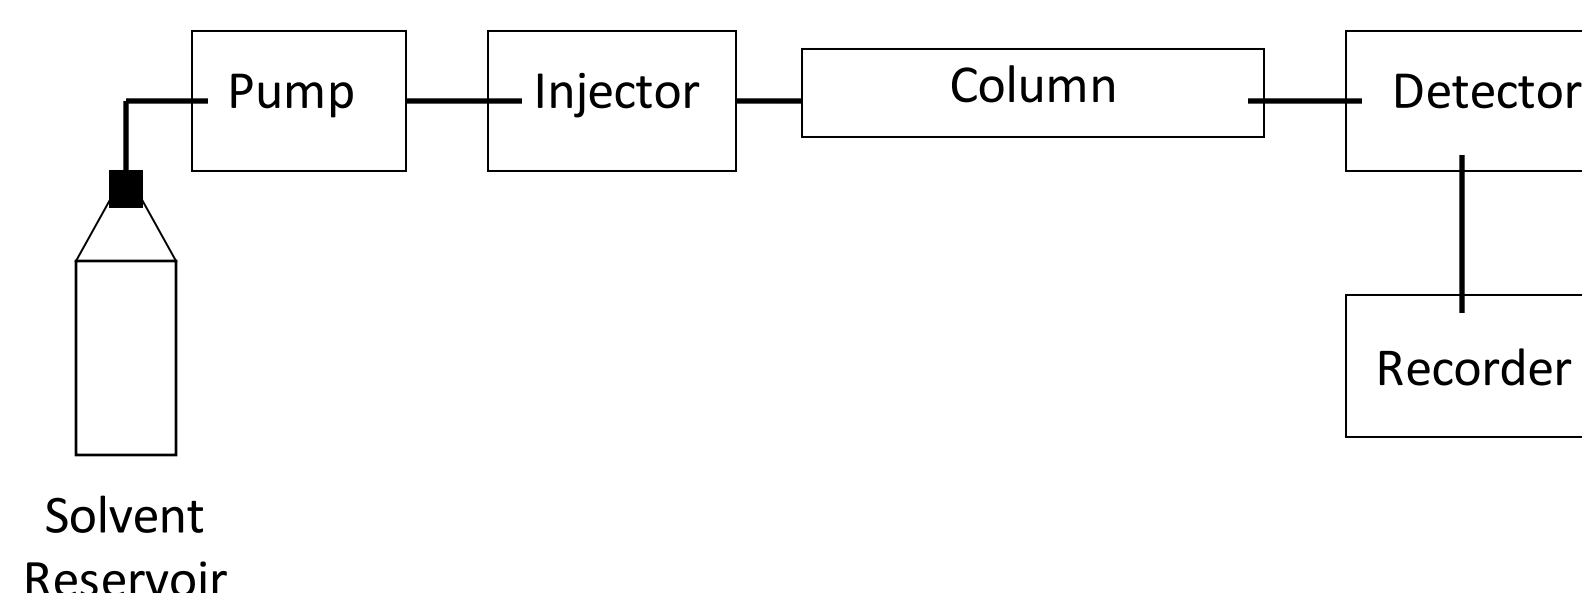 Pump
Injector
Column
Detector
Recorder
Solvent
Reservoir